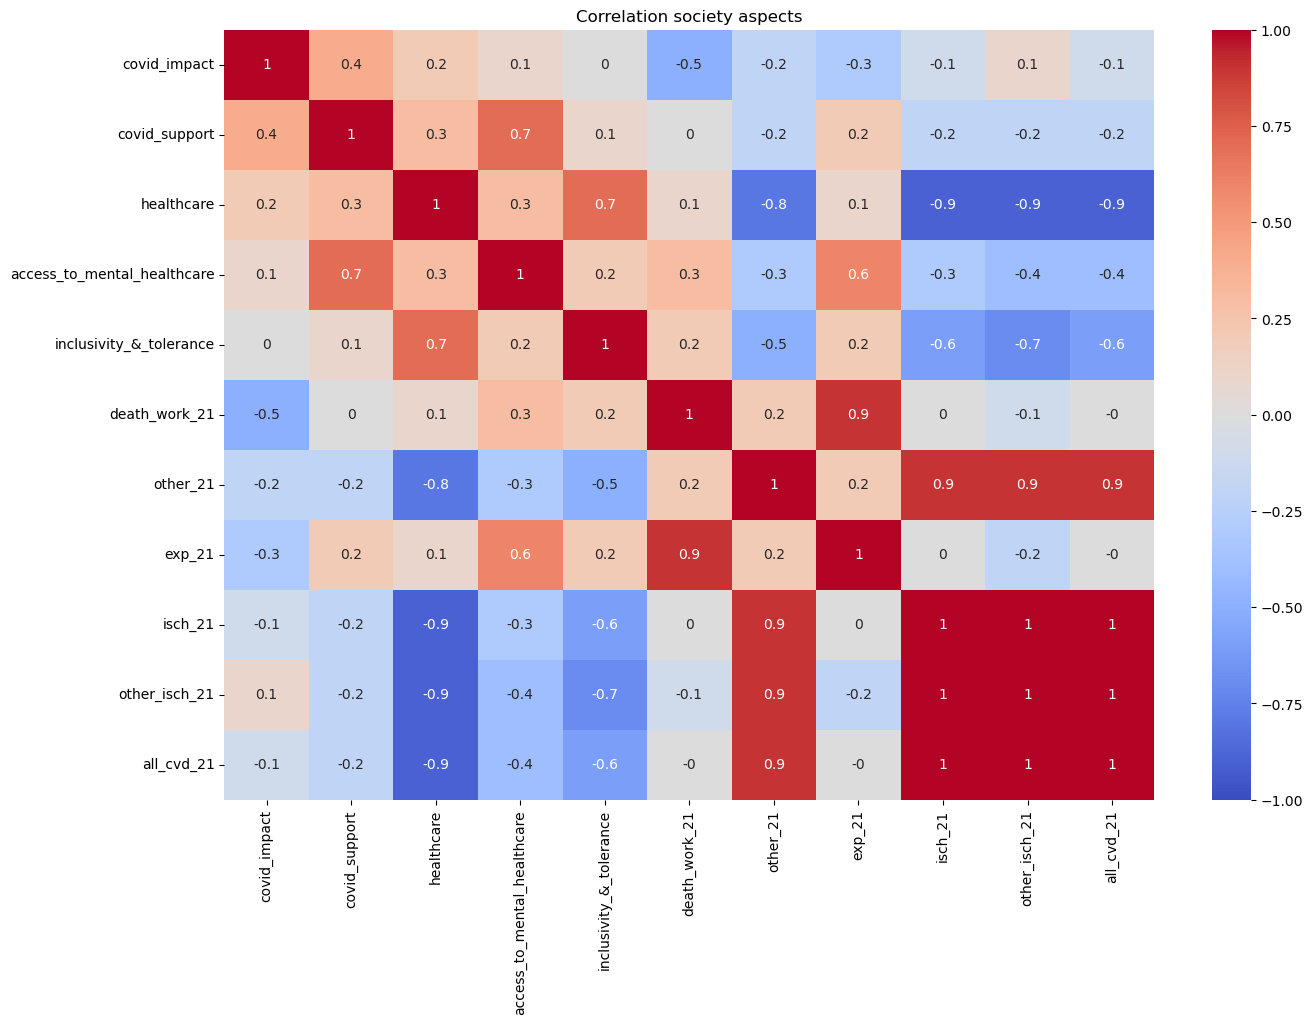 Correlation society aspects
covid_impact 1 0.4 0.2 0.1 0 -0.5 -0.2 -0.3 -0.1 0.1 -0.1
covid_support 0.4 1 0.3 0.7 0.1 0 -0.2 0.2 -0.2 -0.2 -0.2
healthcare 0.2 0.3 1 0.3 0.7 0.1 -0.8 0.1 -0.9 -0.9 -0.9
access_to_mental_healthcare 0.1 0.7 0.3 1 0.2 0.3 -0.3 0.6 -0.3 -0.4 -0.4
inclusivity_&_tolerance 0 0.1 0.7 0.2 1 0.2 -0.5 0.2 -0.6 -0.7 -0.6
death_work_21 -0.5 0 0.1 0.3 0.2 1 0.2 0.9 0 -0.1 -0
other_21 -0.2 -0.2 -0.8 -0.3 -0.5 0.2 1 0.2 0.9 0.9 0.9
exp_21 -0.3 0.2 0.1 0.6 0.2 0.9 0.2 1 0 -0.2 -0
isch_21 -0.1 -0.2 -0.9 -0.3 -0.6 0 0.9 0 1 1 1
other_isch_21 0.1 -0.2 -0.9 -0.4 -0.7 -0.1 0.9 -0.2 1 1 1
all_cvd_21 -0.1 -0.2 -0.9 -0.4 -0.6 -0 0.9 -0 1 1 1
covid_impact
covid_support
healthcare
access_to_mental_healthcare
inclusivity_&_tolerance
death_work_21
other_21
exp_21
isch_21
other_isch_21
all_cvd_21
1.00
0.75
0.50
0.25
0.00
−0.25
−0.50
−0.75
−1.00